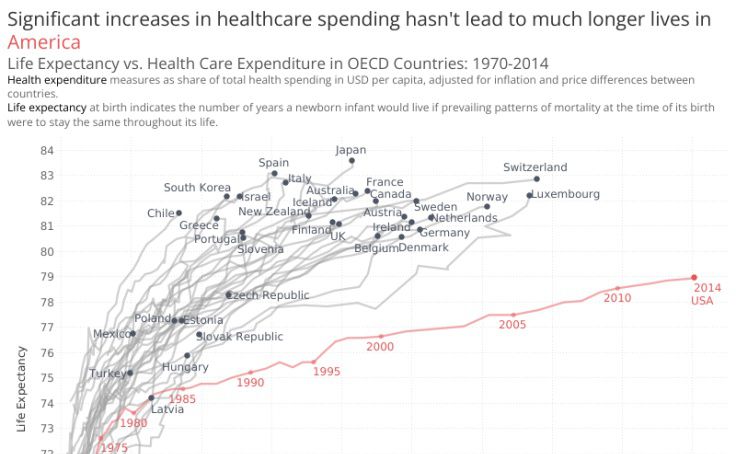 Significant increases in healthcare spending hasn't lead to much longer lives in
America
Life Expectancy vs. Health Care Expenditure in OECD Countries: 1970-2014
Health expenditure measures as share of total health spending in USD per capita, adjusted for inflation and price differences between
countries.
Life expectancy at birth indicates the number of years a newborn infant would live if prevailing patterns of mortality at the time of its birth
were to stay the same throughout its life.
84
Japan
Spain
Switzerland
83
Italy
France
South Korea
Australia
Canada
Luxembourg
Israel
Iceland
Norway
82
Sweden
Chile
New Zealand
Austria
Netherlands
Greece
Finland
Ireland
81
UK
Germany
Portugal
Slovenia
Belgium
Denmark
80
79
2014
USA
2010
Czech Republic
78
2005
Poland
Estonia
77
Mexico
Slovak Republic
2000
76
1995
Hungary
Turkey
75
1990
1985
74
Latvia
1980
73
1975
72
Life Expectancy